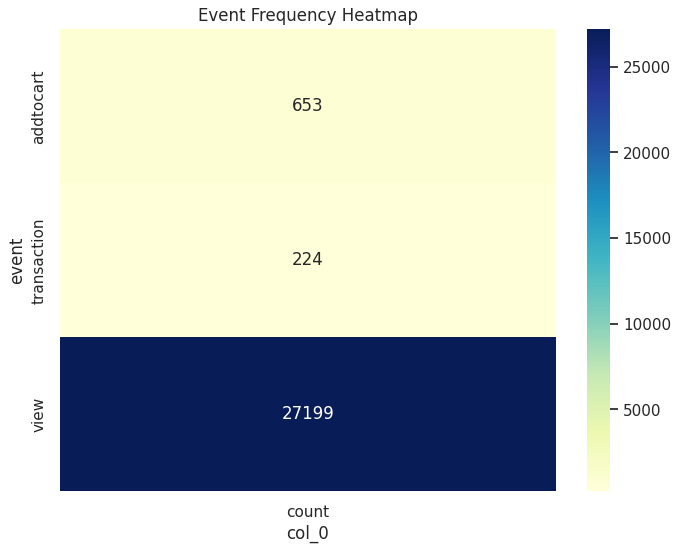 Event Frequency Heatmap
event
addtocart
653
transaction
224
view
27199
count
col_0
25000
20000
15000
10000
5000